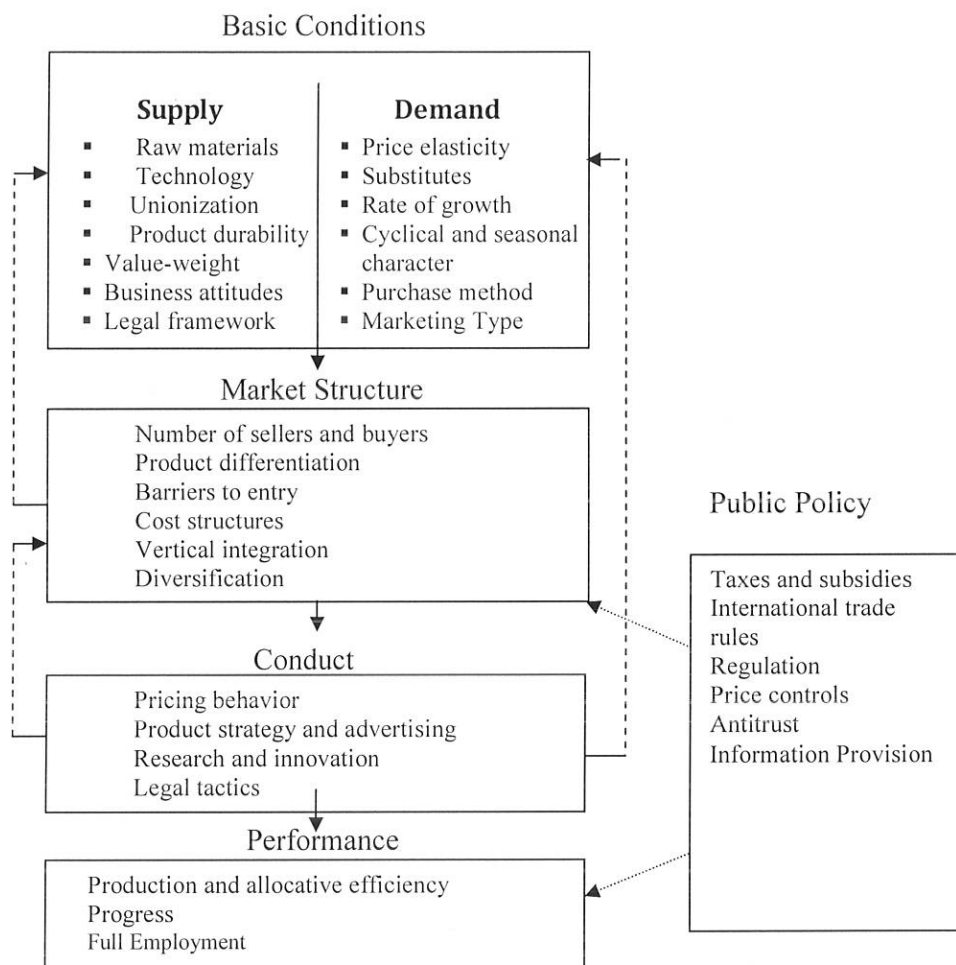 Basic Conditions
Supply
▪ Raw materials
▪ Technology
▪ Unionization
▪ Product durability
▪ Value-weight
▪ Business attitudes
▪ Legal framework
Demand
▪ Price elasticity
▪ Substitutes
▪ Rate of growth
▪ Cyclical and seasonal
character
▪ Purchase method
▪ Marketing Type
Market Structure
Number of sellers and buyers
Product differentiation
Barriers to entry
Cost structures
Vertical integration
Diversification
Conduct
Pricing behavior
Product strategy and advertising
Research and innovation
Legal tactics
Performance
Production and allocative efficiency
Progress
Full Employment
Public Policy
Taxes and subsidies
International trade
rules
Regulation
Price controls
Antitrust
Information Provision